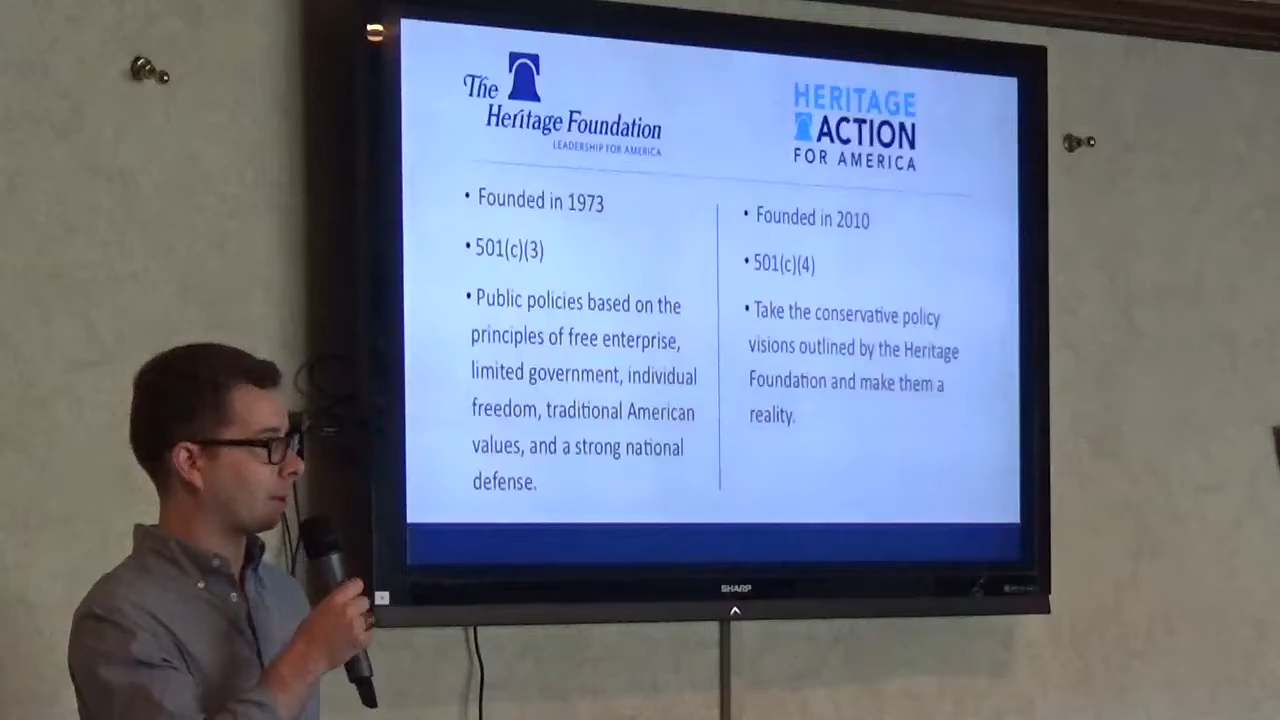 The
Heritage Foundation
LEADERSHIP FOR AMERICA
• Founded in 1973
• 501(c)(3)
• Public policies based on the
principles of free enterprise,
limited government, individual
freedom, traditional American
values, and a strong national
defense.
HERITAGE
ACTION
FOR AMERICA
• Founded in 2010
• 501(c)(4)
• Take the conservative policy
visions outlined by the Heritage
Foundation and make them a
reality.
SHARP